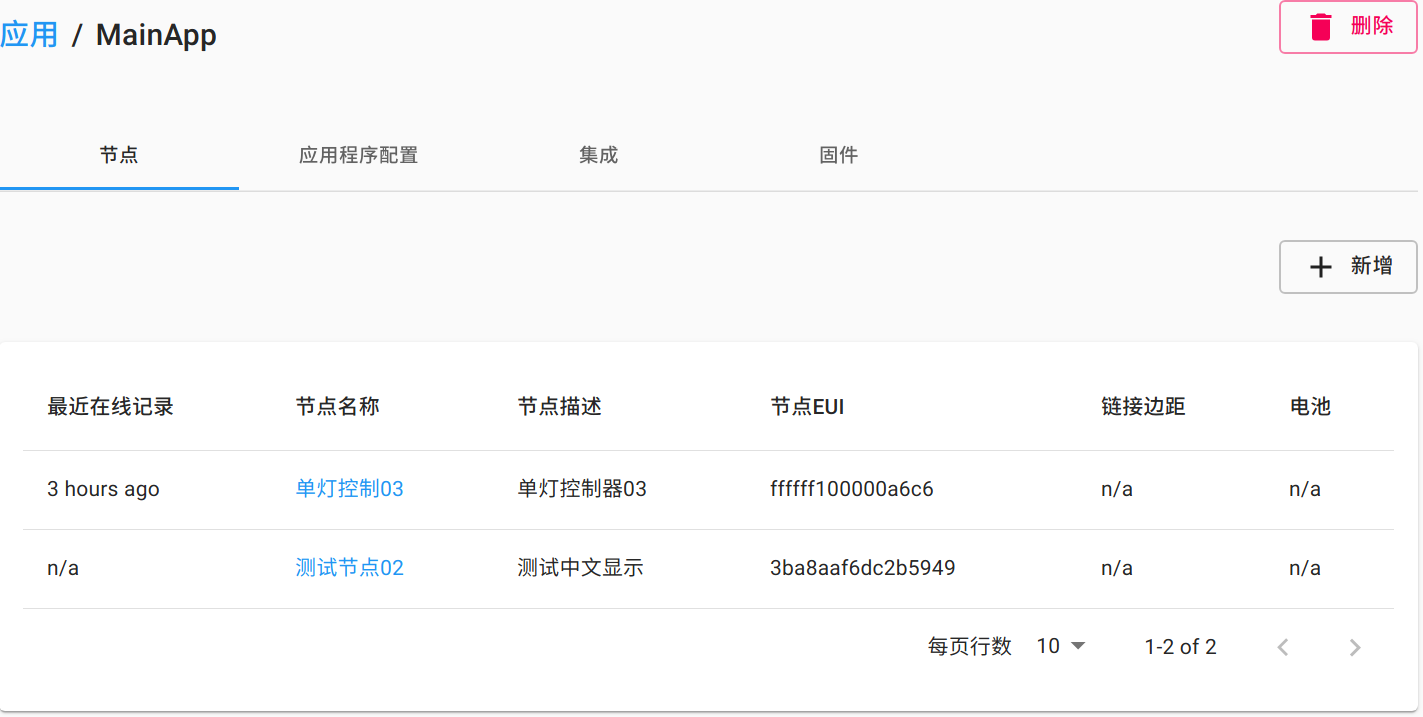 应用 / MainApp
删除
节点 应用程序配置 集成 固件
新增
最近在线记录 节点名称 节点描述 节点EUI 链接边距 电池
3 hours ago 单灯控制03 单灯控制器03 ffffff100000a6c6 n/a n/a
n/a 测试节点02 测试中文显示 3ba8aaf6dc2b5949 n/a n/a
每页行数 10 1-2 of 2